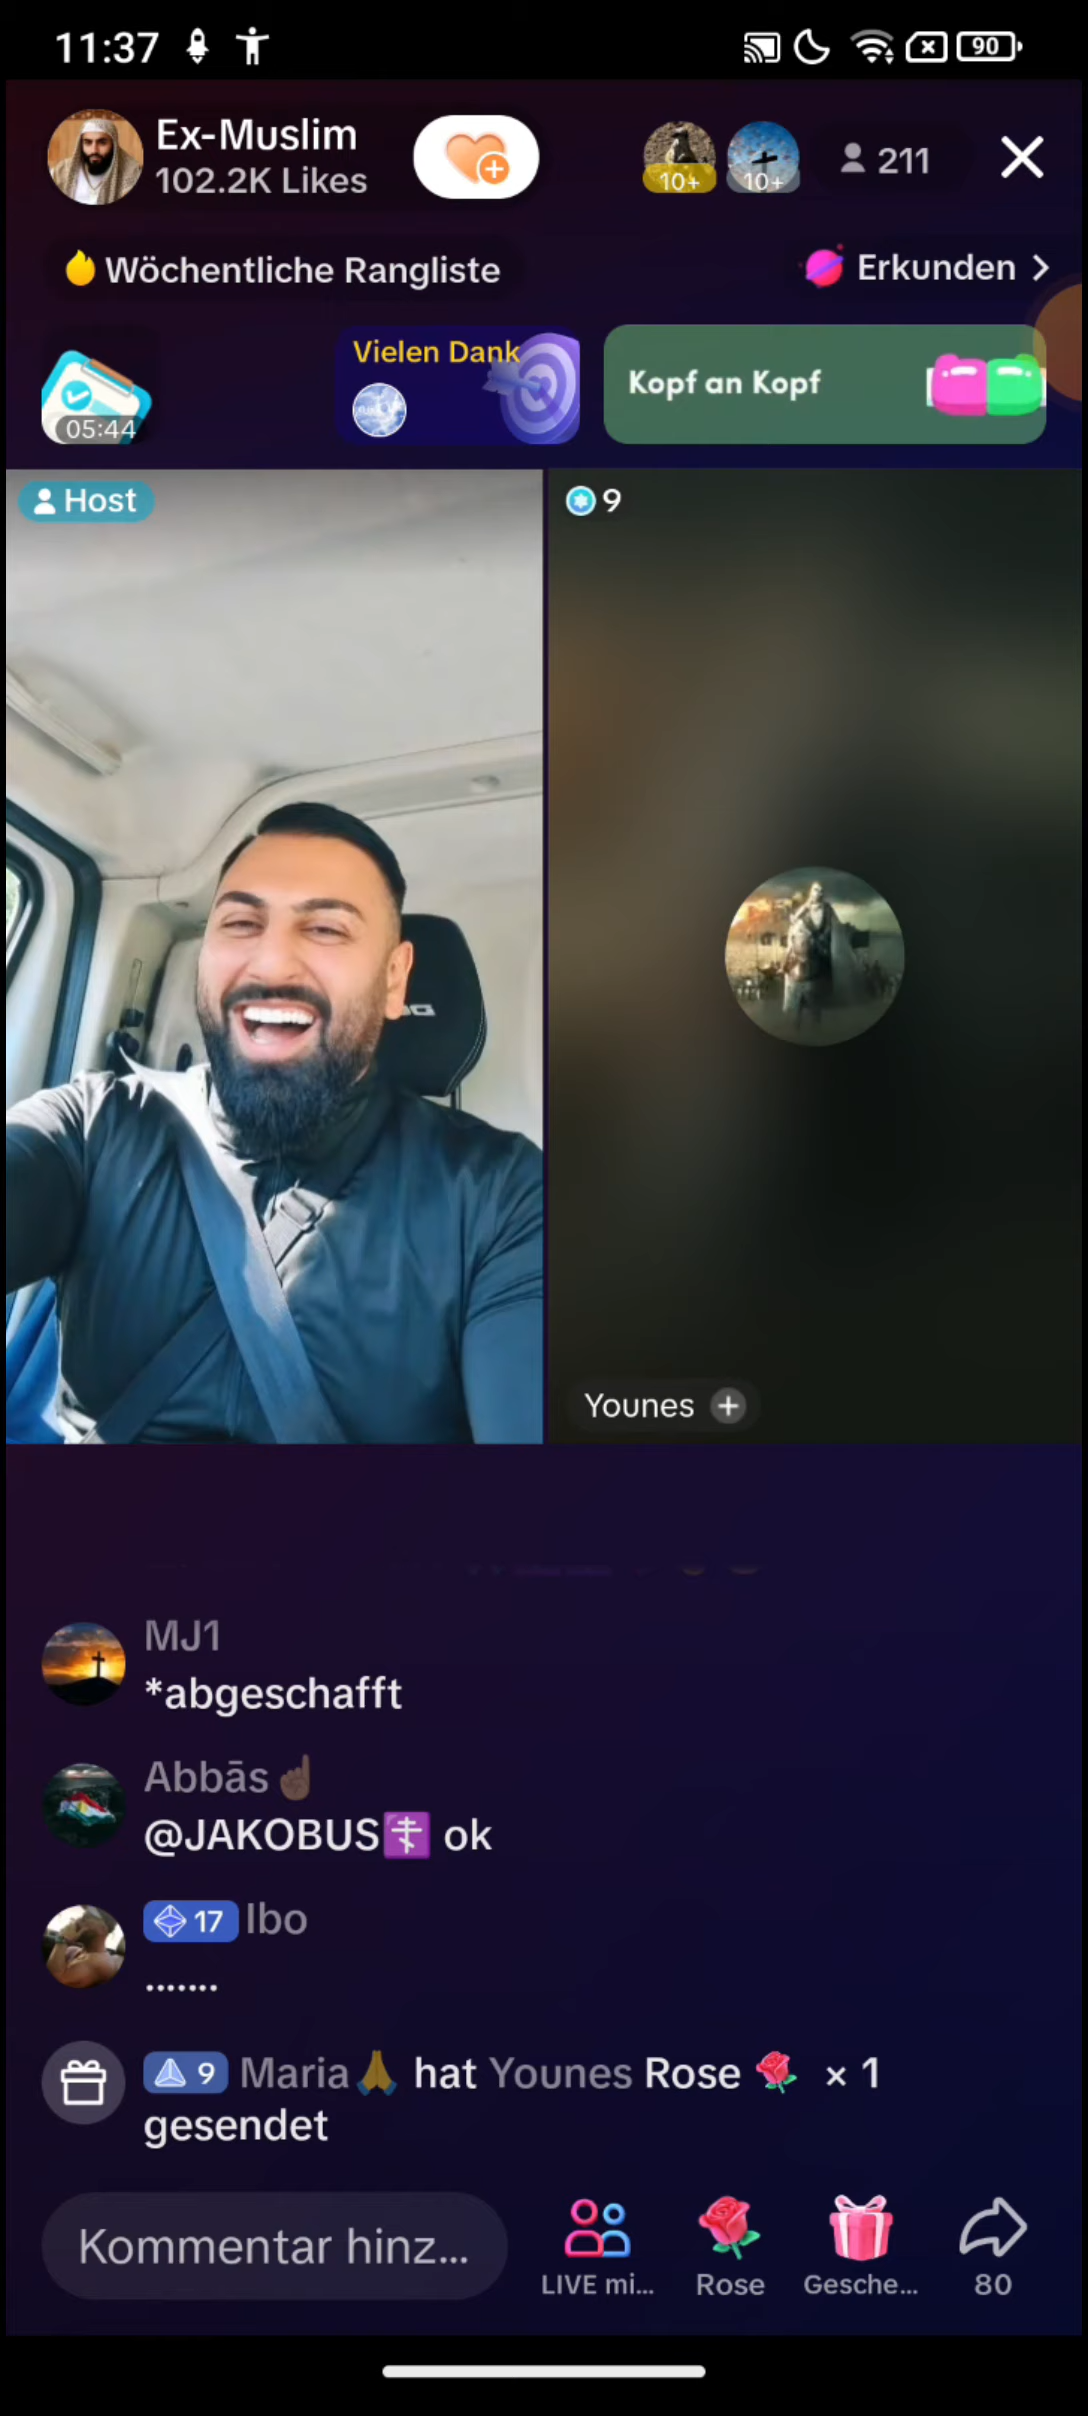 11:37
90
Ex-Muslim
102.2K Likes
10+
10+
211
Wöchentliche Rangliste
Erkunden
05:44
Vielen Dank
Kopf an Kopf
Host
9
Younes
MJ1
*abgeschafft
Abbās☝🏾
@JAKOBUS☦️ ok
17 Ibo
.......
9 Maria🙏 hat Younes Rose 🌹 × 1
gesendet
Kommentar hinz...
LIVE mi...
Rose
Gesche...
80